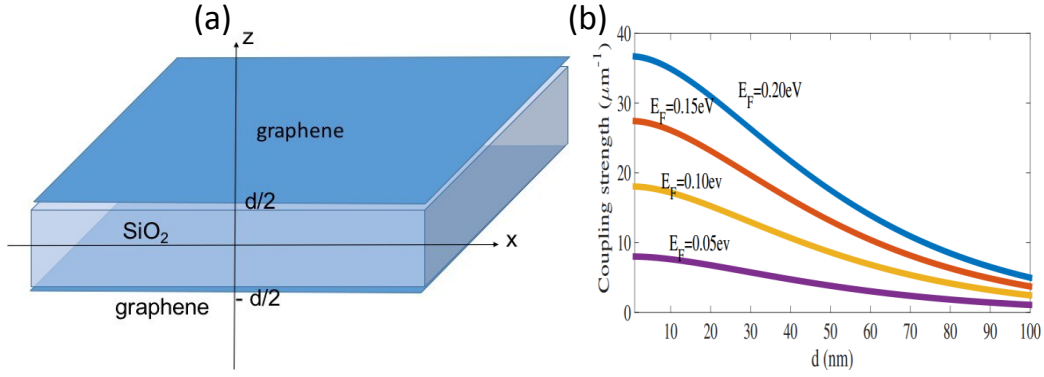 (a)
z
graphene
d/2
SiO2
x
- d/2
graphene
(b)
Coupling strength (μm-1)
40
30
20
10
0
EF=0.20eV
EF=0.15eV
EF=0.10ev
EF=0.05ev
10 20 30 40 50 60 70 80 90 100
d (nm)